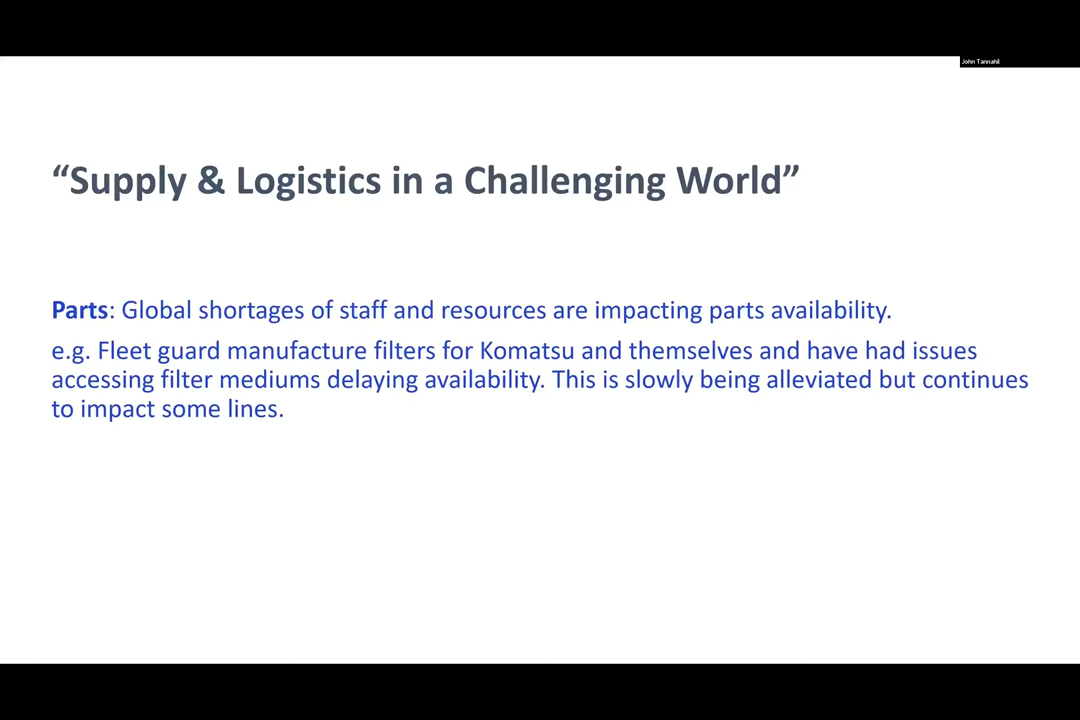 John Tannahil
“Supply & Logistics in a Challenging World”
Parts: Global shortages of staff and resources are impacting parts availability.
e.g. Fleet guard manufacture filters for Komatsu and themselves and have had issues
accessing filter mediums delaying availability. This is slowly being alleviated but continues
to impact some lines.